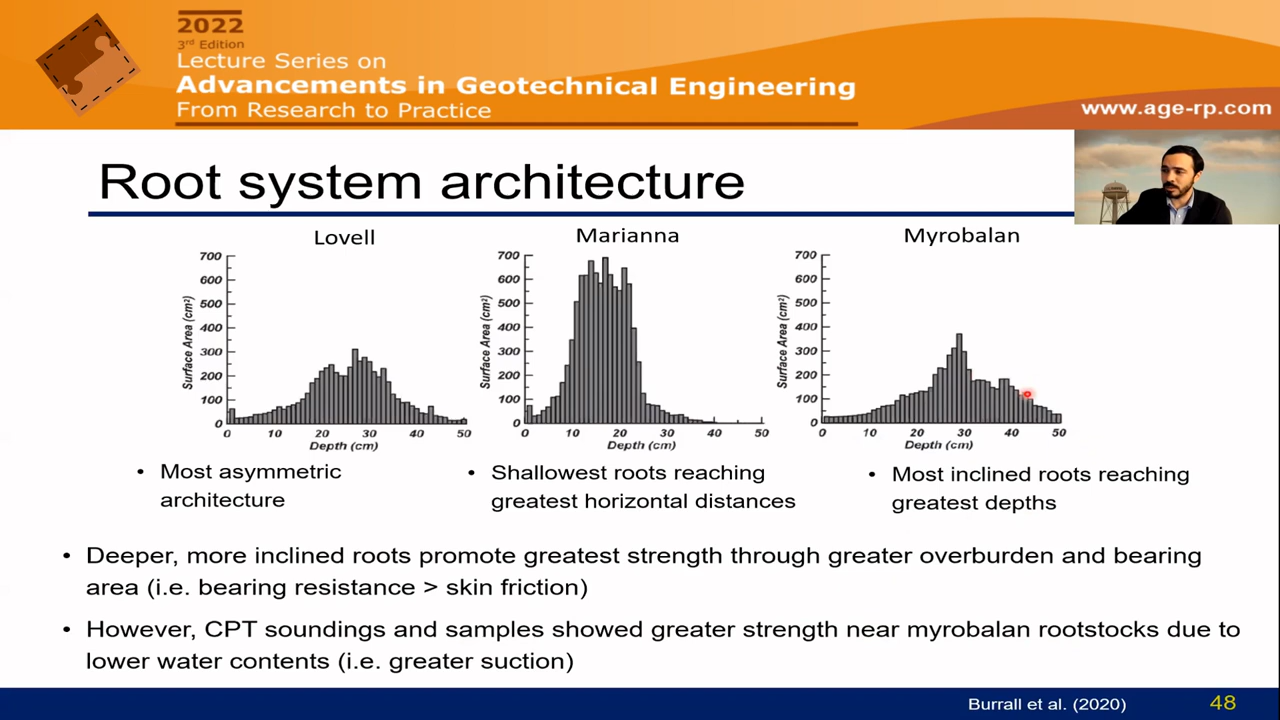 2022
3rd Edition
Lecture Series on
Advancements in Geotechnical Engineering
From Research to Practice
www.age-rp.com
Root system architecture
Lovell
Marianna
Myrobalan
700
600
500
400
300
200
100
0
Surface Area (cm²)
0 10 20 30 40 50
Depth (cm)
700
600
500
400
300
200
100
0
Surface Area (cm²)
0 10 20 30 40 50
Depth (cm)
700
600
500
400
300
200
100
0
Surface Area (cm²)
0 10 20 30 40 50
Depth (cm)
• Most asymmetric
architecture
• Shallowest roots reaching
greatest horizontal distances
• Most inclined roots reaching
greatest depths
• Deeper, more inclined roots promote greatest strength through greater overburden and bearing
area (i.e. bearing resistance > skin friction)
• However, CPT soundings and samples showed greater strength near myrobalan rootstocks due to
lower water contents (i.e. greater suction)
Burrall et al. (2020)
48